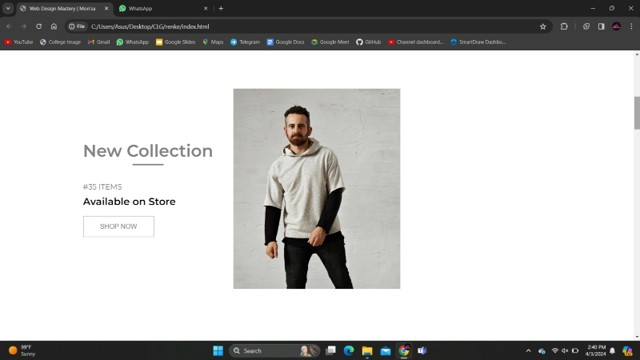 Web Design Mastery | Mon
WhatsApp
File
C:/Users/Asus/Desktop/CLG/renke/index.html
YouTube
College Image
Gmail
WhatsApp
Google Slides
Maps
Telegram
Google Docs
Google Meet
GitHub
Channel dashboard...
SmartDraw Dashbo...
New Collection
#35 ITEMS
Available on Store
SHOP NOW
99°F
Sunny
Search
2:40 PM
4/3/2024